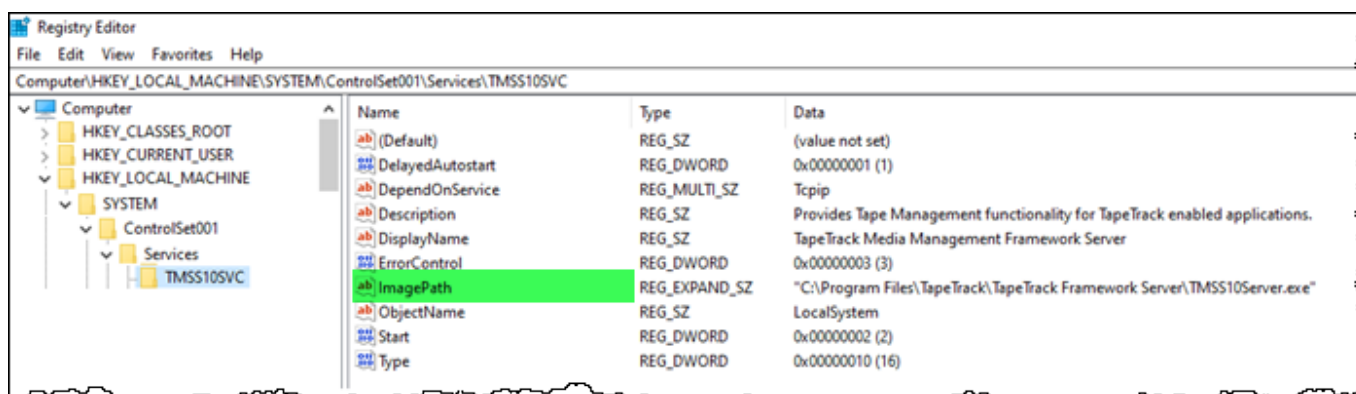 Registry Editor
File Edit View Favorites Help
Computer\HKEY_LOCAL_MACHINE\SYSTEM\ControlSet001\Services\TMSS10SVC
Computer
HKEY_CLASSES_ROOT
HKEY_CURRENT_USER
HKEY_LOCAL_MACHINE
SYSTEM
ControlSet001
Services
TMSS10SVC
Name Type Data
(Default) REG_SZ (value not set)
DelayedAutostart REG_DWORD 0x00000001 (1)
DependOnService REG_MULTI_SZ Tcpip
Description REG_SZ Provides Tape Management functionality for TapeTrack enabled applications.
DisplayName REG_SZ TapeTrack Media Management Framework Server
ErrorControl REG_DWORD 0x00000003 (3)
ImagePath REG_EXPAND_SZ "C:\Program Files\TapeTrack\TapeTrack Framework Server\TMSS10Server.exe"
ObjectName REG_SZ LocalSystem
Start REG_DWORD 0x00000002 (2)
Type REG_DWORD 0x00000010 (16)